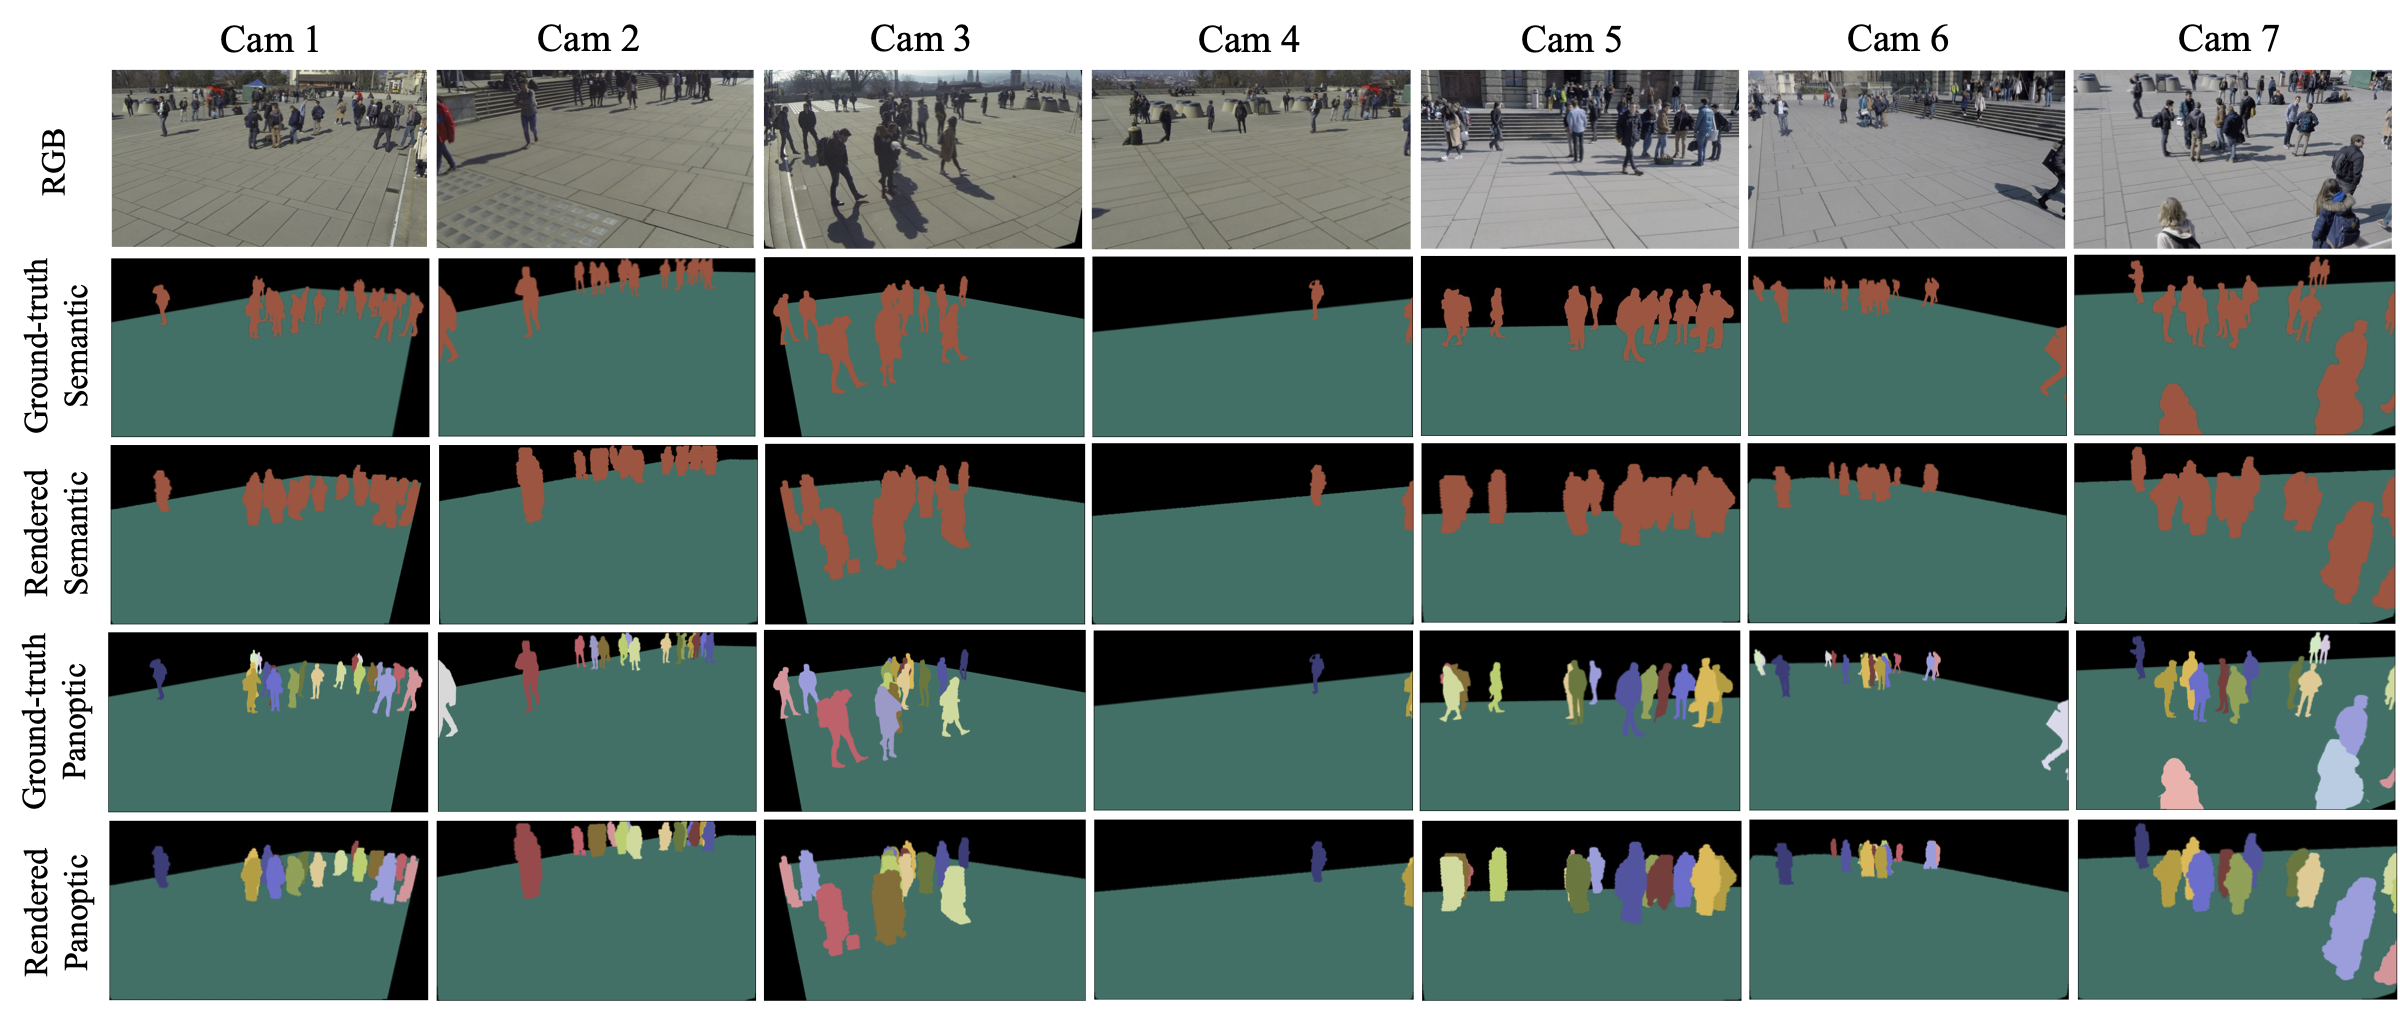 Cam 1 Cam 2 Cam 3 Cam 4 Cam 5 Cam 6 Cam 7
RGB
Ground-truth
Semantic
Rendered
Semantic
Ground-truth
Panoptic
Rendered
Panoptic